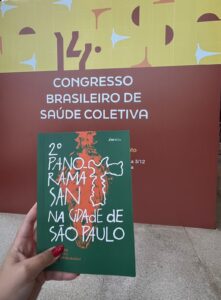 14º
CONGRESSO
BRASILEIRO DE
SAÚDE COLETIVA
2º
PANO
RAMA
SAN
NA CIDADE DE
SÃO PAULO